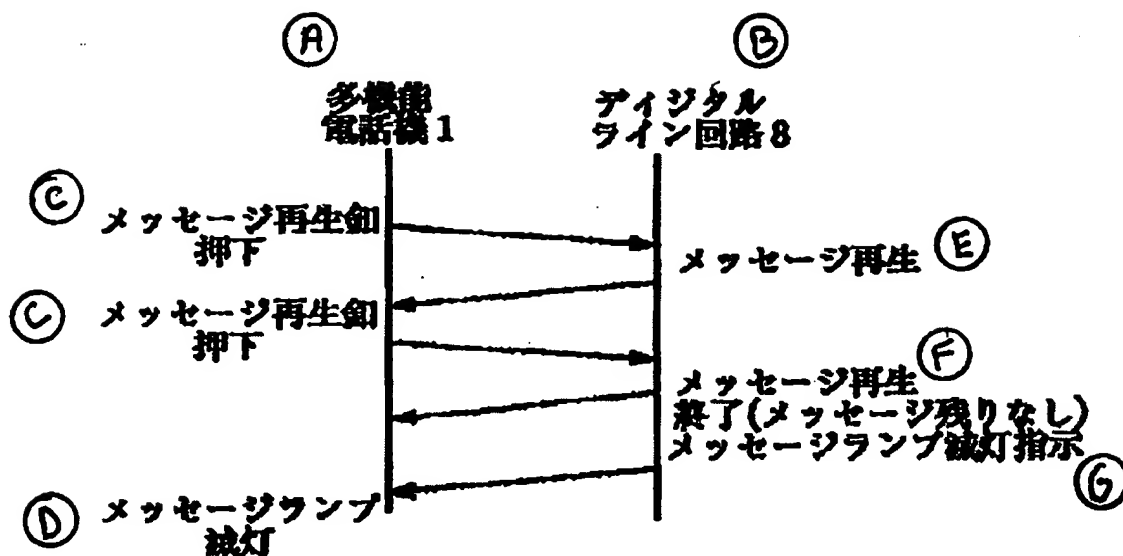 A
B
多機能
電話機1
ディジタル
ライン回路8
C
メッセージ再生釦
押下
メッセージ再生
E
C
メッセージ再生釦
押下
F
メッセージ再生
終了(メッセージ残りなし)
メッセージランプ滅灯指示
G
D
メッセージランプ
滅灯